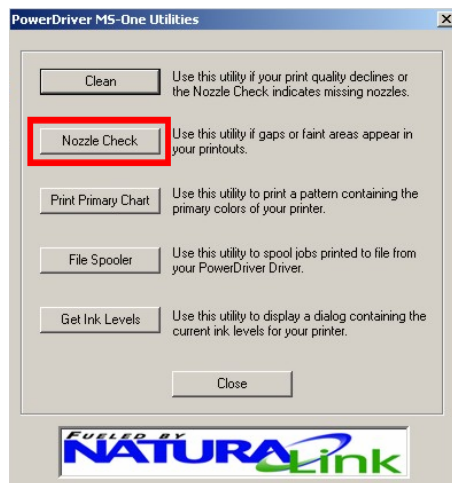 PowerDriver MS-One Utilities
Clean
Use this utility if your print quality declines or
the Nozzle Check indicates missing nozzles.
Nozzle Check
Use this utility if gaps or faint areas appear in
your printouts.
Print Primary Chart
Use this utility to print a pattern containing the
primary colors of your printer.
File Spooler
Use this utility to spool jobs printed to file from
your PowerDriver Driver.
Get Ink Levels
Use this utility to display a dialog containing the
current ink levels for your printer.
Close
FUELED BY
NATURALink